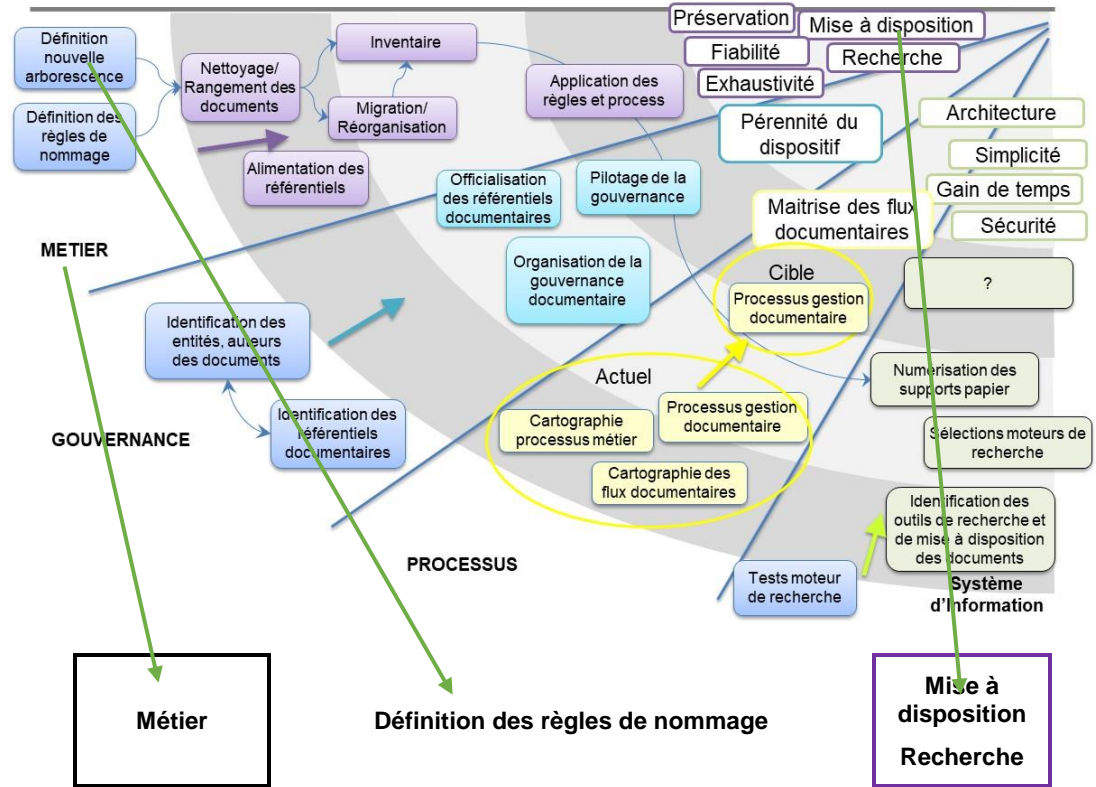 Définition
nouvelle
arborescence
Définition des
règles de
nommage
Nettoyage/
Rangement des
documents
Inventaire
Migration/
Réorganisation
Alimentation des
référentiels
Application des
règles et process
Préservation
Mise à disposition
Fiabilité
Recherche
Exhaustivité
Pérennité du
dispositif
Architecture
Simplicité
Gain de temps
Sécurité
Maitrise des flux
documentaires
Officialisation
des référentiels
documentaires
Pilotage de la
gouvernance
Organisation de la
gouvernance
documentaire
METIER
Identification des
entités, auteurs
des documents
Identification des
référentiels
documentaires
GOUVERNANCE
Cible
Processus gestion
documentaire
Actuel
Cartographie
processus métier
Processus gestion
documentaire
Cartographie des
flux documentaires
PROCESSUS
?
Numérisation des
supports papier
Sélections moteurs de
recherche
Identification des
outils de recherche et
de mise à disposition
des documents
Tests moteur
de recherche
Système
d'Information
Métier
Définition des règles de nommage
Mise à
disposition
Recherche